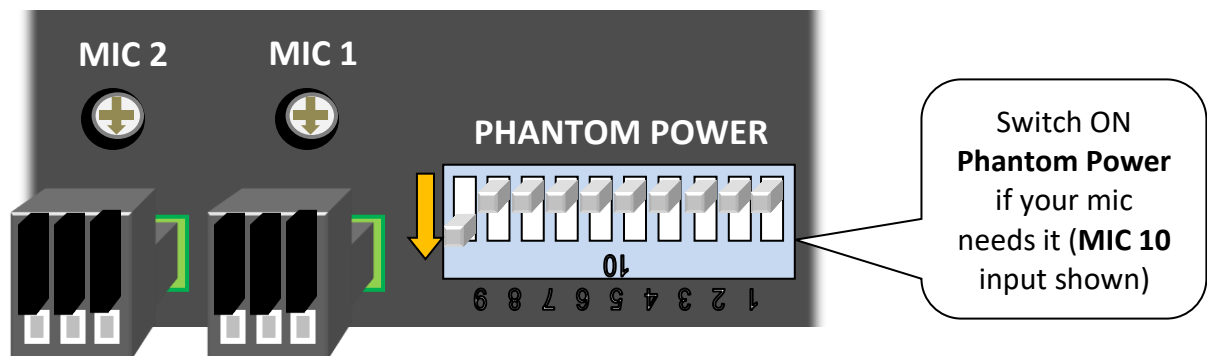 MIC 2
MIC 1
PHANTOM POWER
10
1 2 3 4 5 6 7 8 9
Switch ON
Phantom Power
if your mic
needs it (MIC 10
input shown)